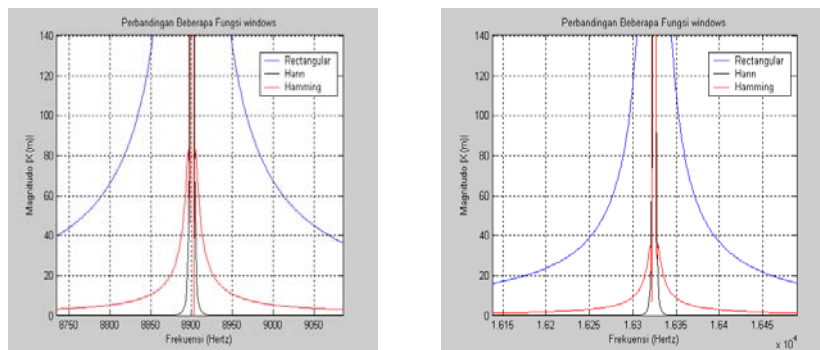 Perbandingan Beberapa Fungsi windows
140
120
100
80
60
40
20
0
Magnitudo |X(m)|
Rectangular
Hann
Hamming
8750 8800 8850 8900 8950 9000 9050
Frekuensi (Hertz)
Perbandingan Beberapa Fungsi windows
140
120
100
80
60
40
20
0
Magnitudo |X(m)|
Rectangular
Hann
Hamming
1.615 1.62 1.625 1.63 1.635 1.64 1.645
Frekuensi (Hertz)
x 10⁴